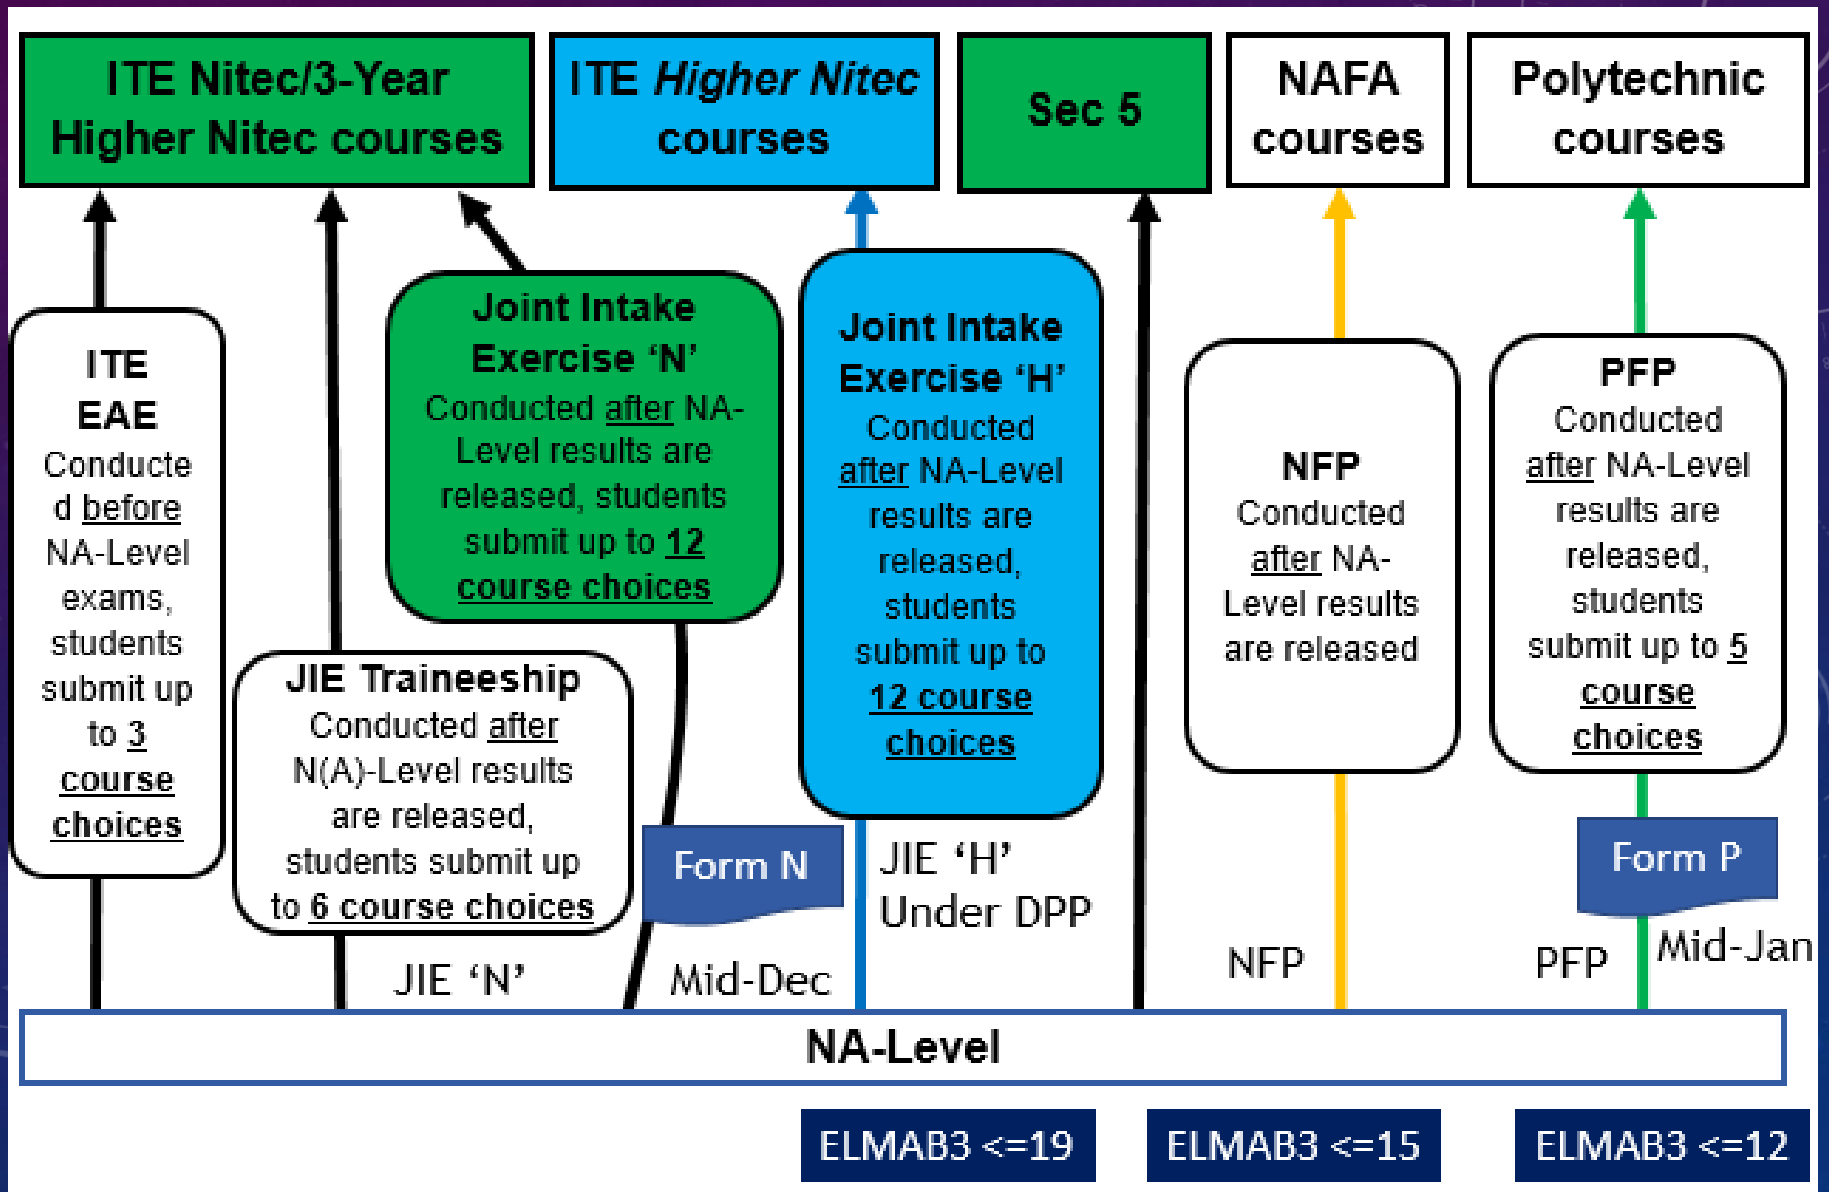 ITE Nitec/3-Year
Higher Nitec courses
ITE Higher Nitec
courses
Sec 5
NAFA
courses
Polytechnic
courses
ITE
EAE
Conducte
d before
NA-Level
exams,
students
submit up
to 3
course
choices
JIE Traineeship
Conducted after
N(A)-Level results
are released,
students submit up
to 6 course choices
Joint Intake
Exercise ‘N’
Conducted after NA-
Level results are
released, students
submit up to 12
course choices
Joint Intake
Exercise ‘H’
Conducted
after NA-Level
results are
released,
students
submit up to
12 course
choices
NFP
Conducted
after NA-
Level results
are released
PFP
Conducted
after NA-Level
results are
released,
students
submit up to 5
course
choices
JIE ‘N’
Form N
Mid-Dec
JIE ‘H’
Under DPP
NFP
PFP
Form P
Mid-Jan
NA-Level
ELMAB3 <=19
ELMAB3 <=15
ELMAB3 <=12